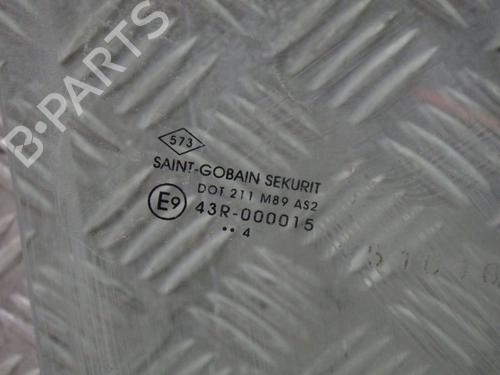 B-PARTS
573
SAINT-GOBAIN SEKURIT
DOT 211 M89 AS2
E9 43R-000015
•• 4